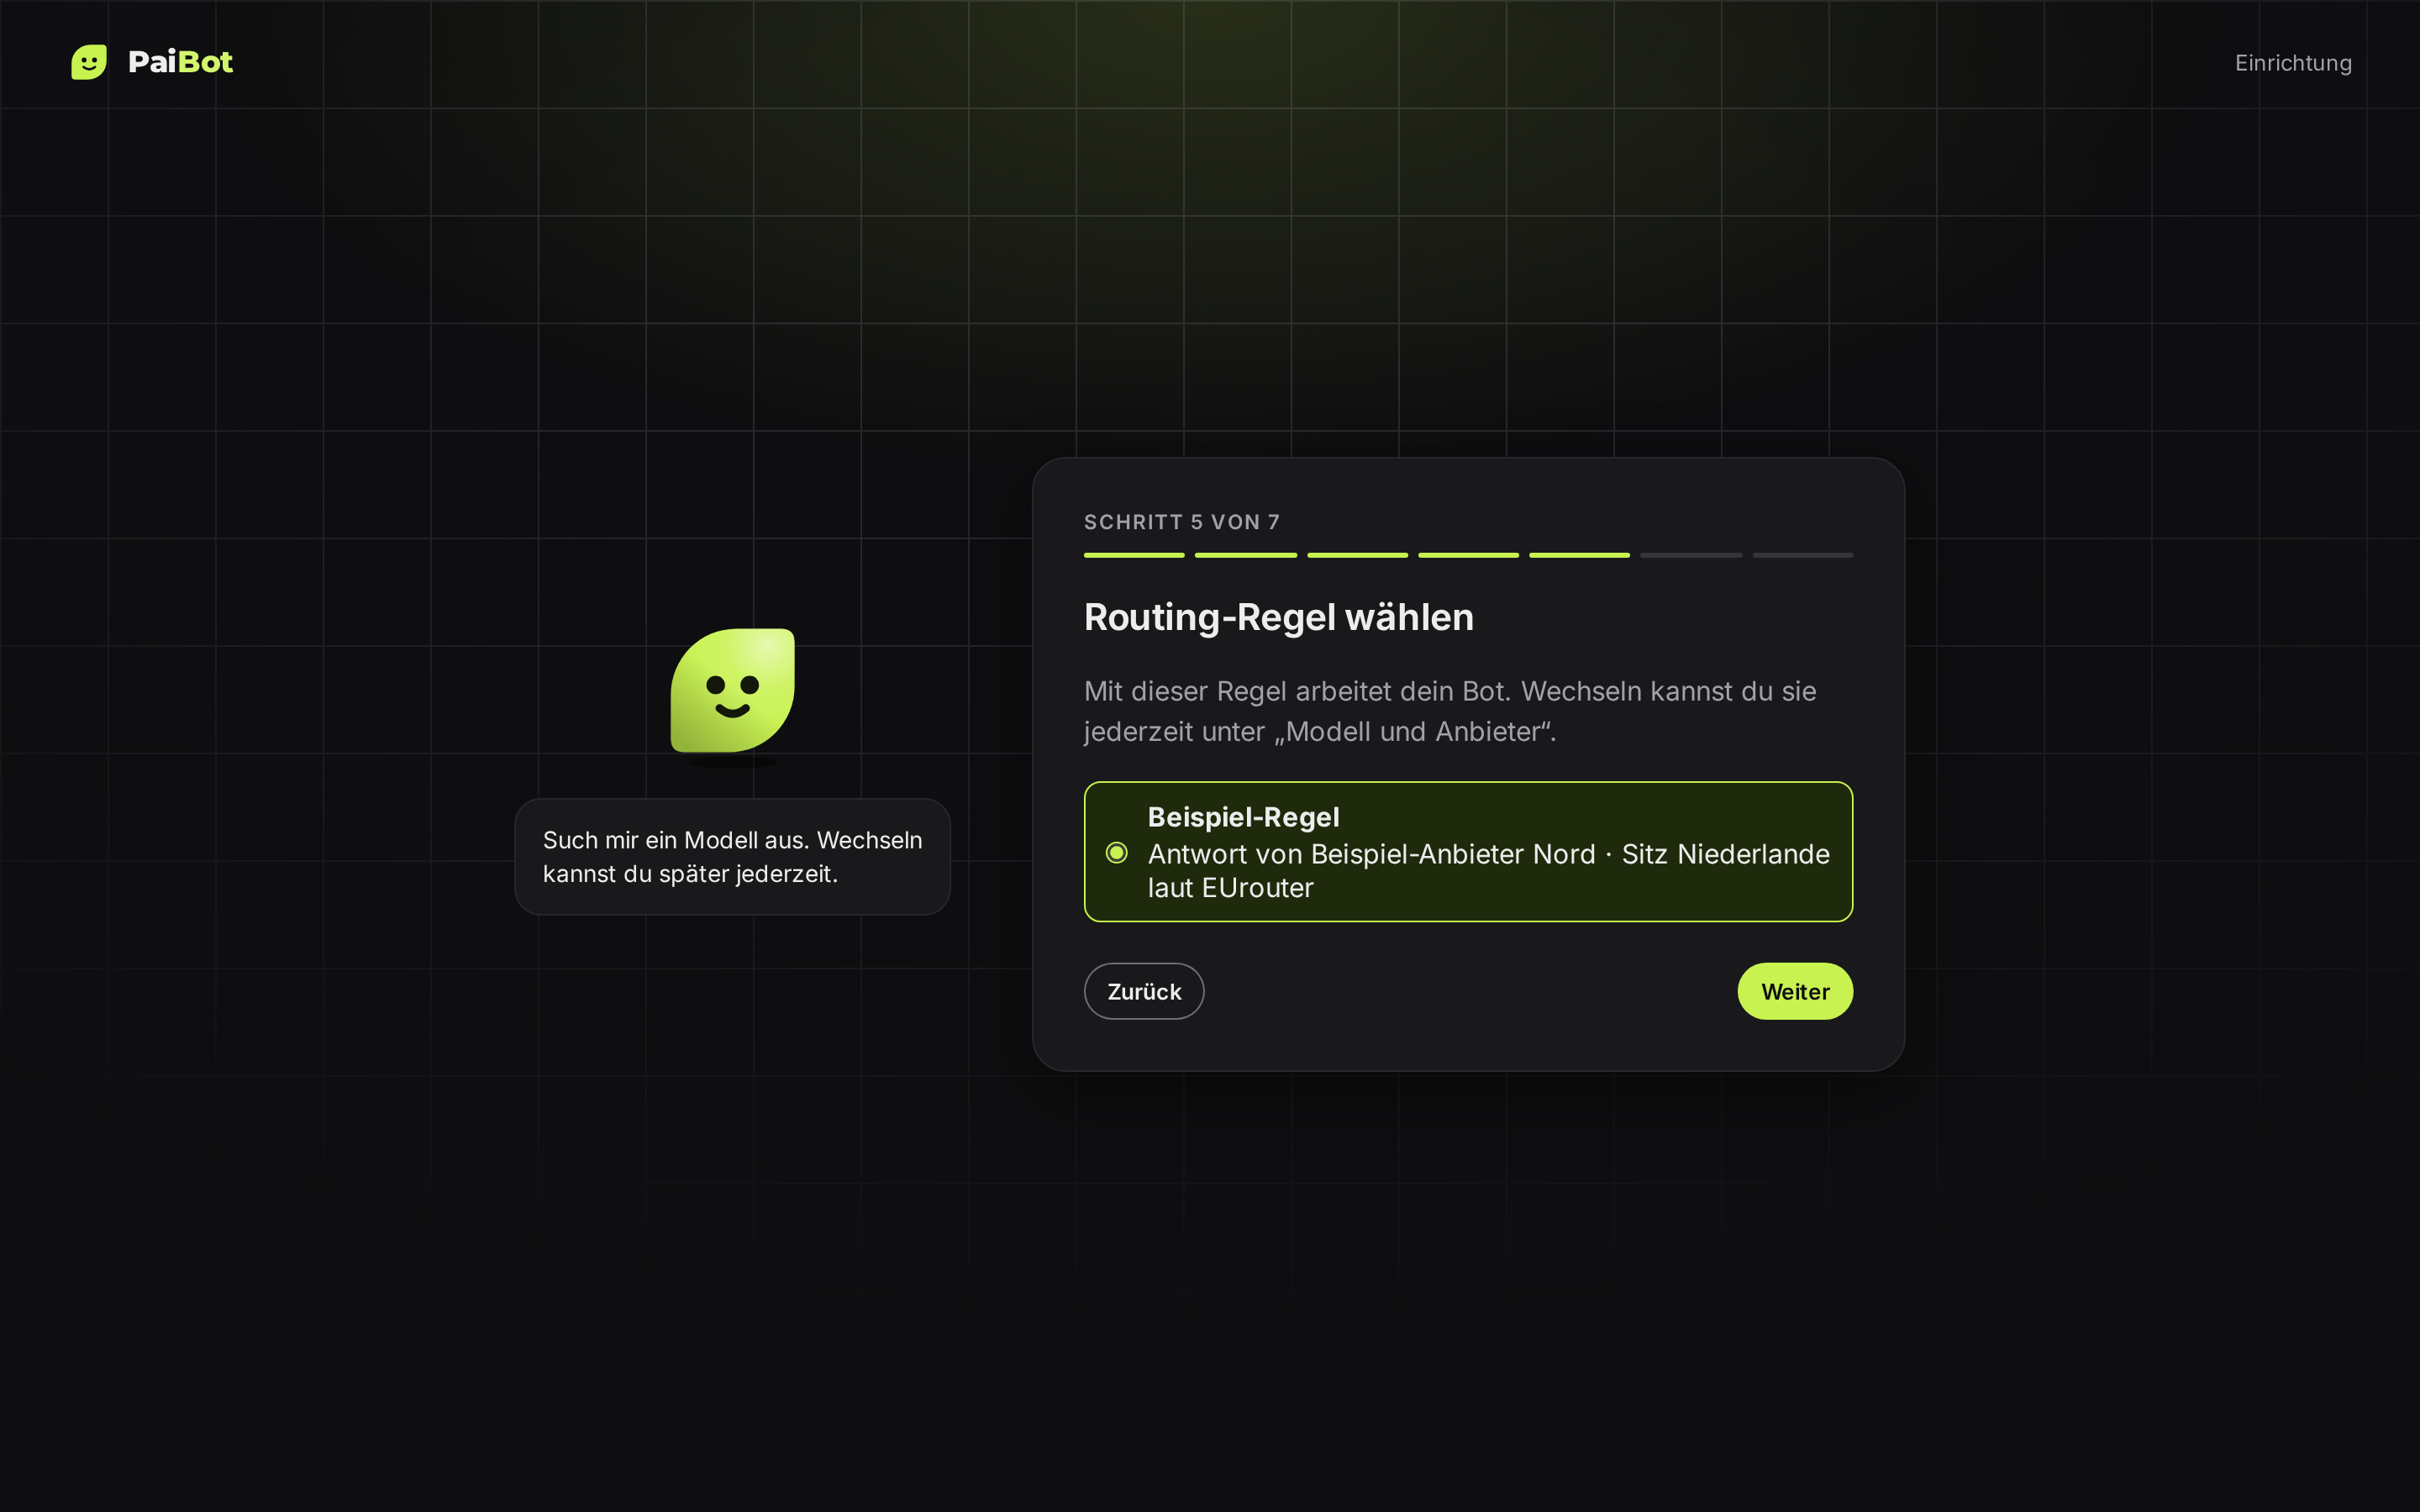 PaiBot
Einrichtung
SCHRITT 5 VON 7
Routing-Regel wählen
Mit dieser Regel arbeitet dein Bot. Wechseln kannst du sie
jederzeit unter „Modell und Anbieter“.
Such mir ein Modell aus. Wechseln
kannst du später jederzeit.
Beispiel-Regel
Antwort von Beispiel-Anbieter Nord · Sitz Niederlande
laut EUrouter
Zurück
Weiter